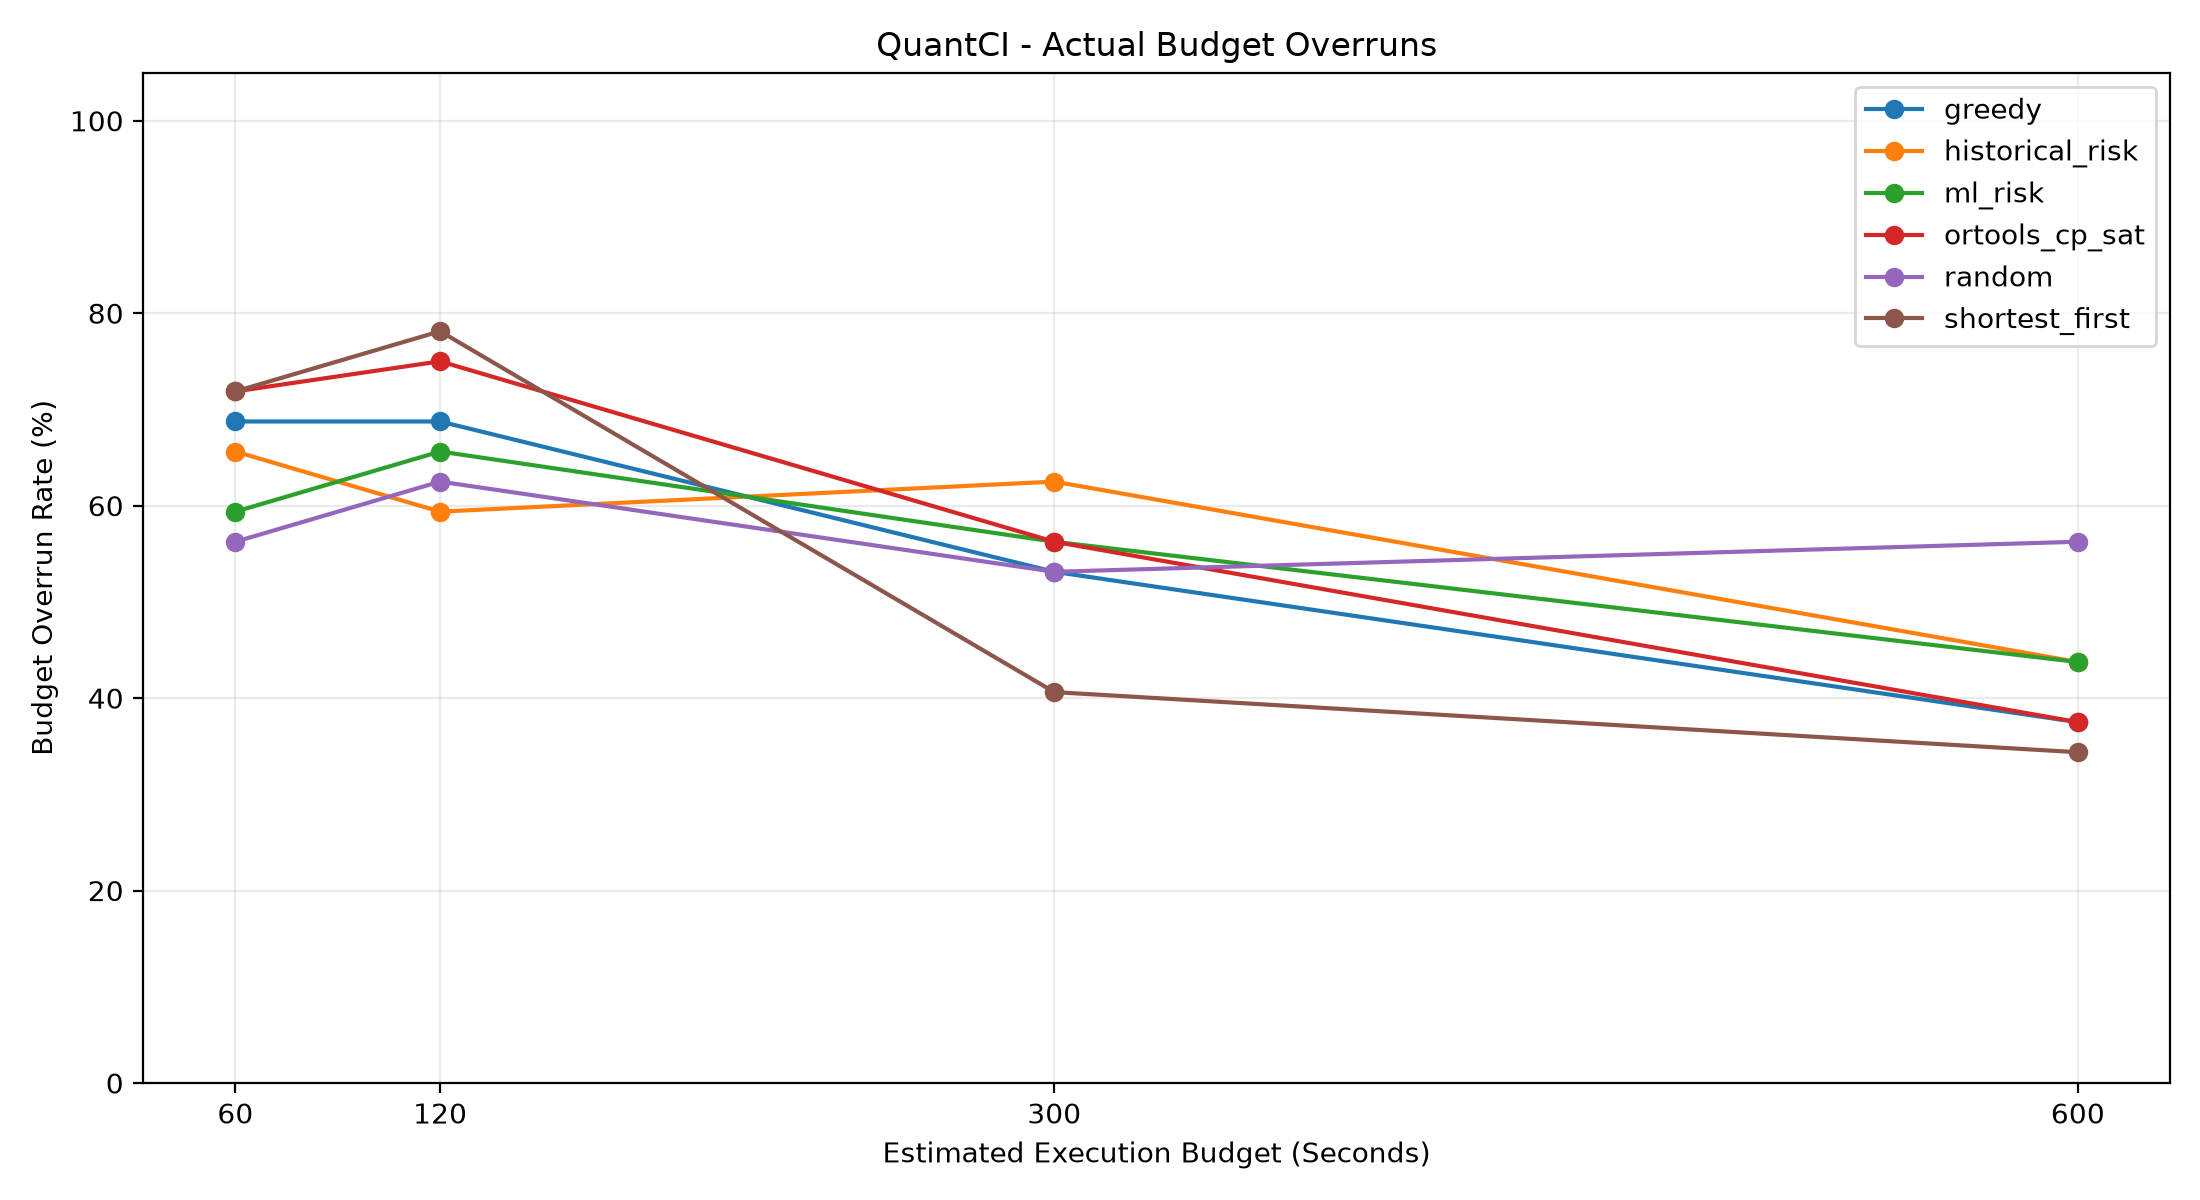 QuantCI - Actual Budget Overruns
Budget Overrun Rate (%)
100
80
60
40
20
0
greedy
historical_risk
ml_risk
ortools_cp_sat
random
shortest_first
60
120
300
600
Estimated Execution Budget (Seconds)